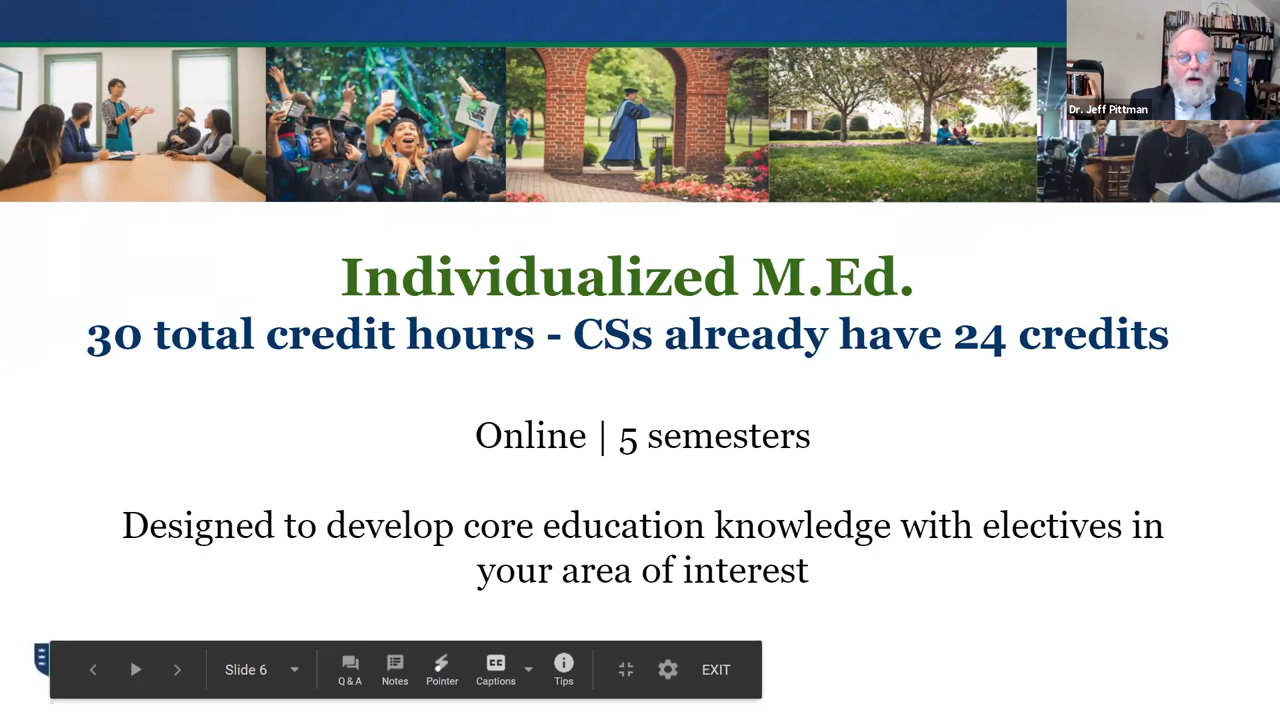 Dr. Jeff Pittman
Individualized M.Ed.
30 total credit hours - CSs already have 24 credits
Online | 5 semesters
Designed to develop core education knowledge with electives in
your area of interest
Slide 6
Q & A
Notes
Pointer
CC
Captions
Tips
EXIT